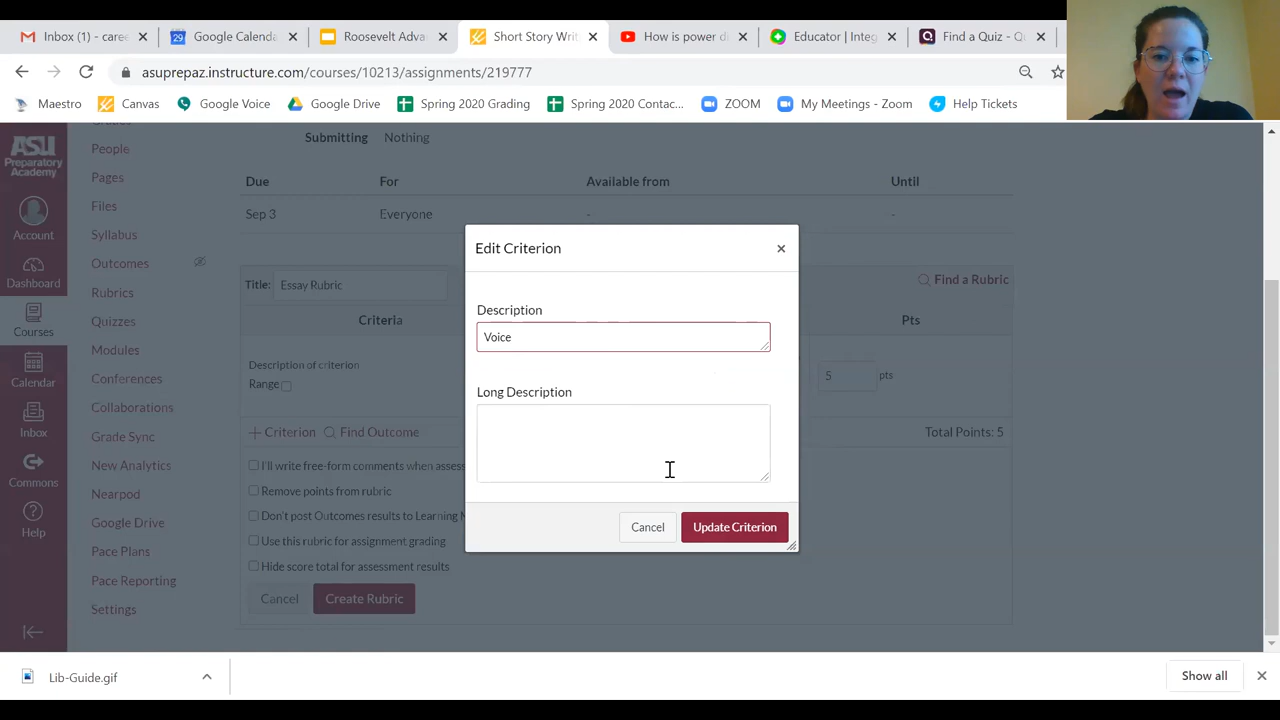 Inbox (1) - caree
Google Calenda
Roosevelt Adva
Short Story Writ
How is power di
Educator | Integ
Find a Quiz - Qu
asuprepaz.instructure.com/courses/10213/assignments/219777
Maestro
Canvas
Google Voice
Google Drive
Spring 2020 Grading
Spring 2020 Contac...
ZOOM
My Meetings - Zoom
Help Tickets
ASU
Preparatory
Academy
Account
Dashboard
Courses
Calendar
Inbox
Commons
Help
People
Pages
Files
Syllabus
Outcomes
Rubrics
Quizzes
Modules
Conferences
Collaborations
Grade Sync
New Analytics
Nearpod
Google Drive
Pace Plans
Pace Reporting
Settings
Submitting Nothing
Due For Available from Until
Sep 3 Everyone - -
Title: Essay Rubric
Find a Rubric
Criteria Pts
Description of criterion
Range
5 pts
+ Criterion Find Outcome
Total Points: 5
I'll write free-form comments when assess
Remove points from rubric
Don't post Outcomes results to Learning M
Use this rubric for assignment grading
Hide score total for assessment results
Cancel Create Rubric
Edit Criterion ×
Description
Voice
Long Description
Cancel Update Criterion
Lib-Guide.gif
Show all